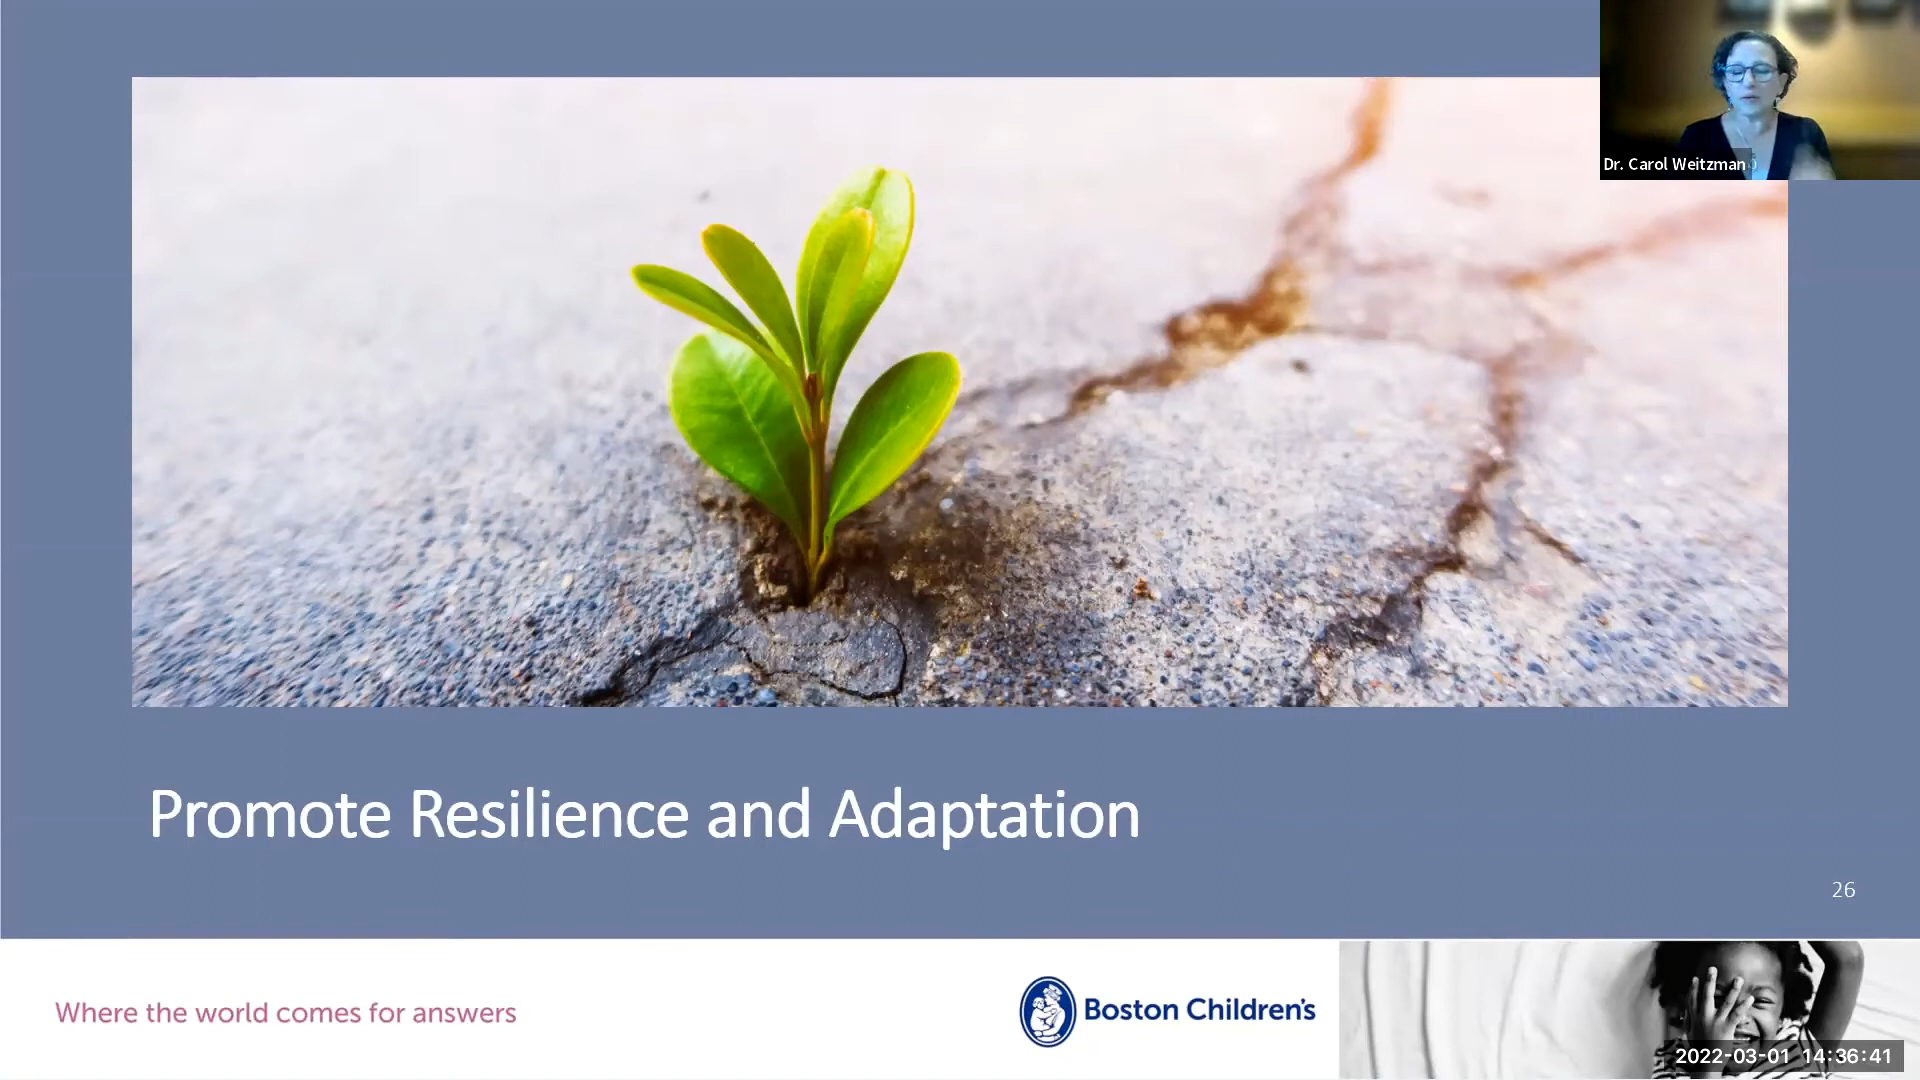 Dr. Carol Weitzman
Promote Resilience and Adaptation
26
Where the world comes for answers
Boston Children's
2022-03-01 14:36:41